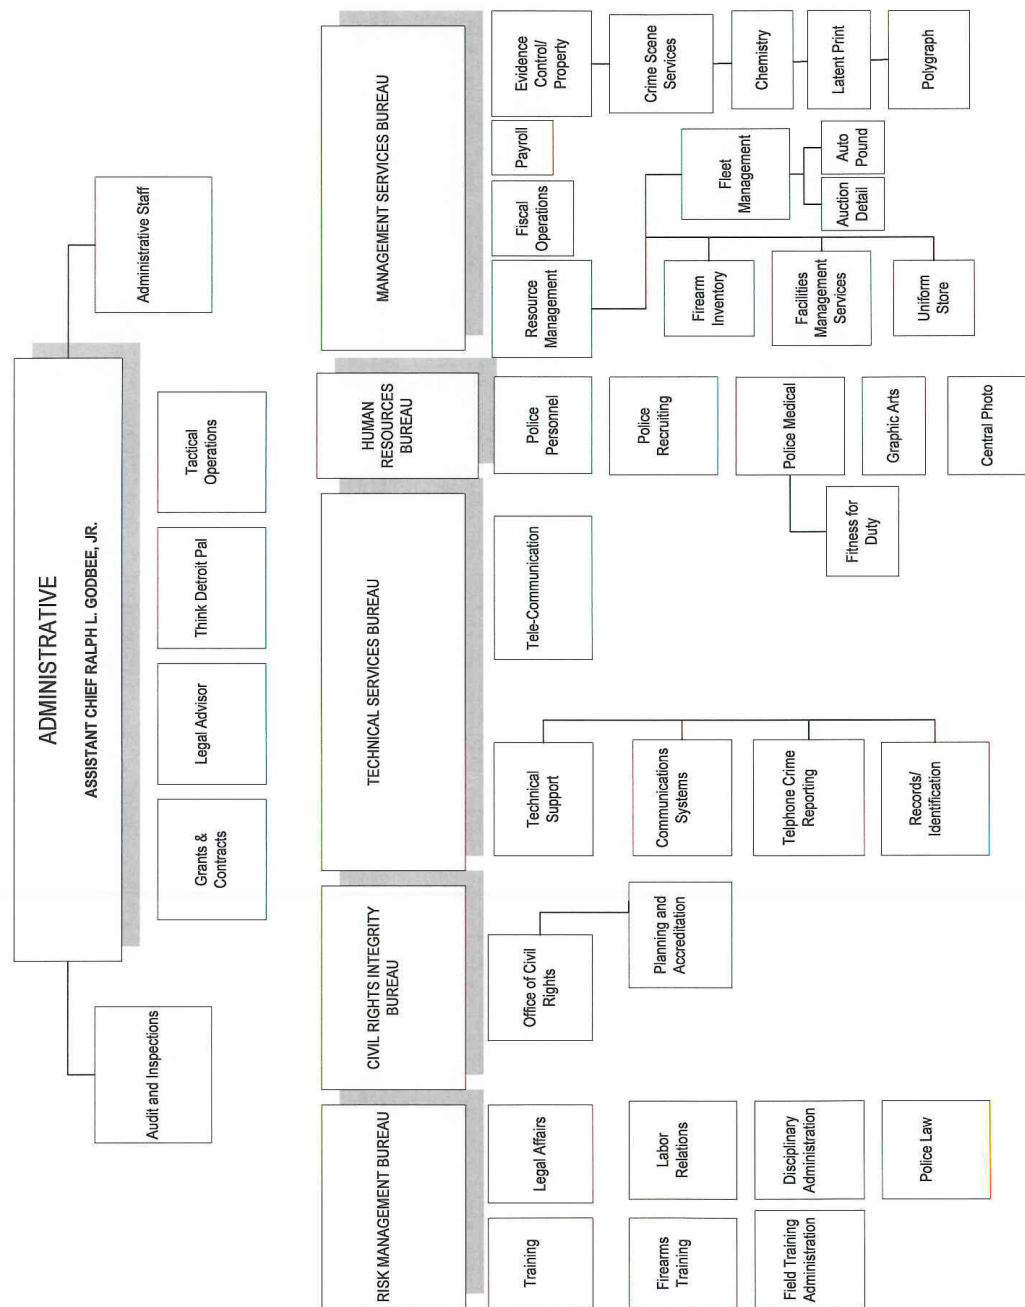 ADMINISTRATIVE
ASSISTANT CHIEF RALPH L. GODBEE, JR.
Audit and Inspections
Administrative Staff
Grants &
Contracts
Legal Advisor
Think Detroit Pal
Tactical
Operations
RISK MANAGEMENT BUREAU
CIVIL RIGHTS INTEGRITY
BUREAU
TECHNICAL SERVICES BUREAU
HUMAN
RESOURCES
BUREAU
MANAGEMENT SERVICES BUREAU
Training
Firearms
Training
Field Training
Administration
Legal Affairs
Labor
Relations
Disciplinary
Administration
Police Law
Office of Civil
Rights
Planning and
Accreditation
Technical
Support
Communications
Systems
Telphone Crime
Reporting
Records/
Identification
Tele-Communication
Police
Personnel
Police
Recruiting
Police Medical
Fitness for
Duty
Graphic Arts
Central Photo
Resource
Management
Firearm
Inventory
Facilities
Management
Services
Uniform
Store
Fleet
Management
Auction
Detail
Auto
Pound
Fiscal
Operations
Payroll
Evidence
Control/
Property
Crime Scene
Services
Chemistry
Latent Print
Polygraph